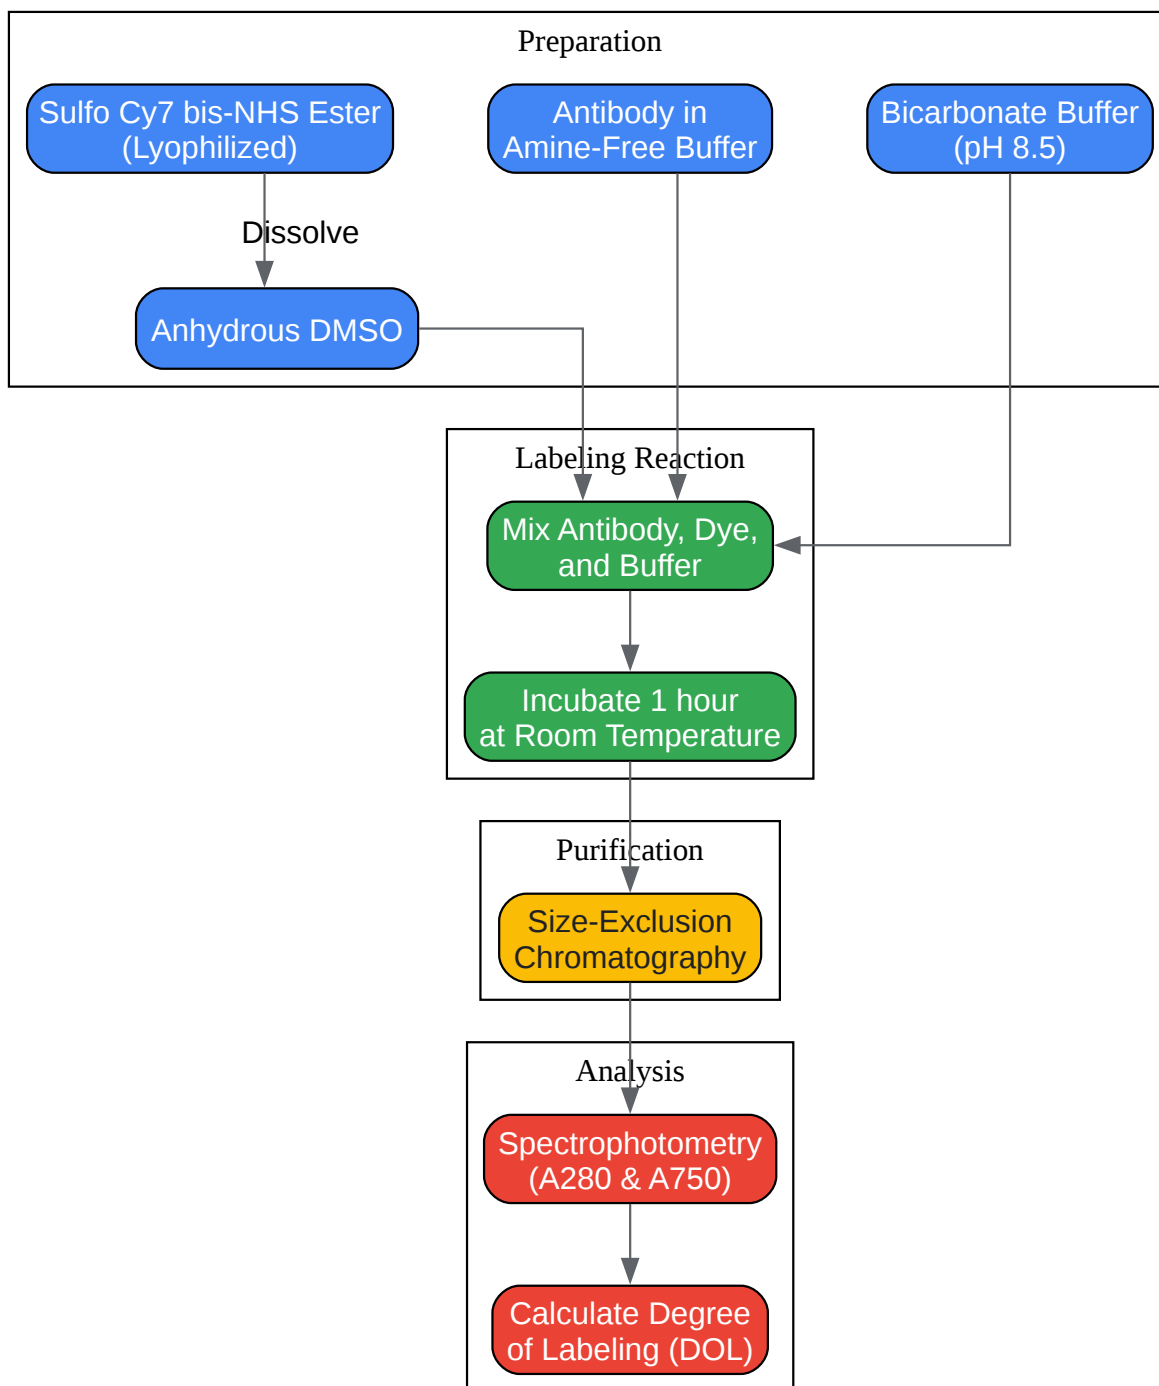 Preparation
Sulfo Cy7 bis-NHS Ester
(Lyophilized)
Antibody in
Amine-Free Buffer
Bicarbonate Buffer
(pH 8.5)
Dissolve
Anhydrous DMSO
Labeling Reaction
Mix Antibody, Dye,
and Buffer
Incubate 1 hour
at Room Temperature
Purification
Size-Exclusion
Chromatography
Analysis
Spectrophotometry
(A280 & A750)
Calculate Degree
of Labeling (DOL)